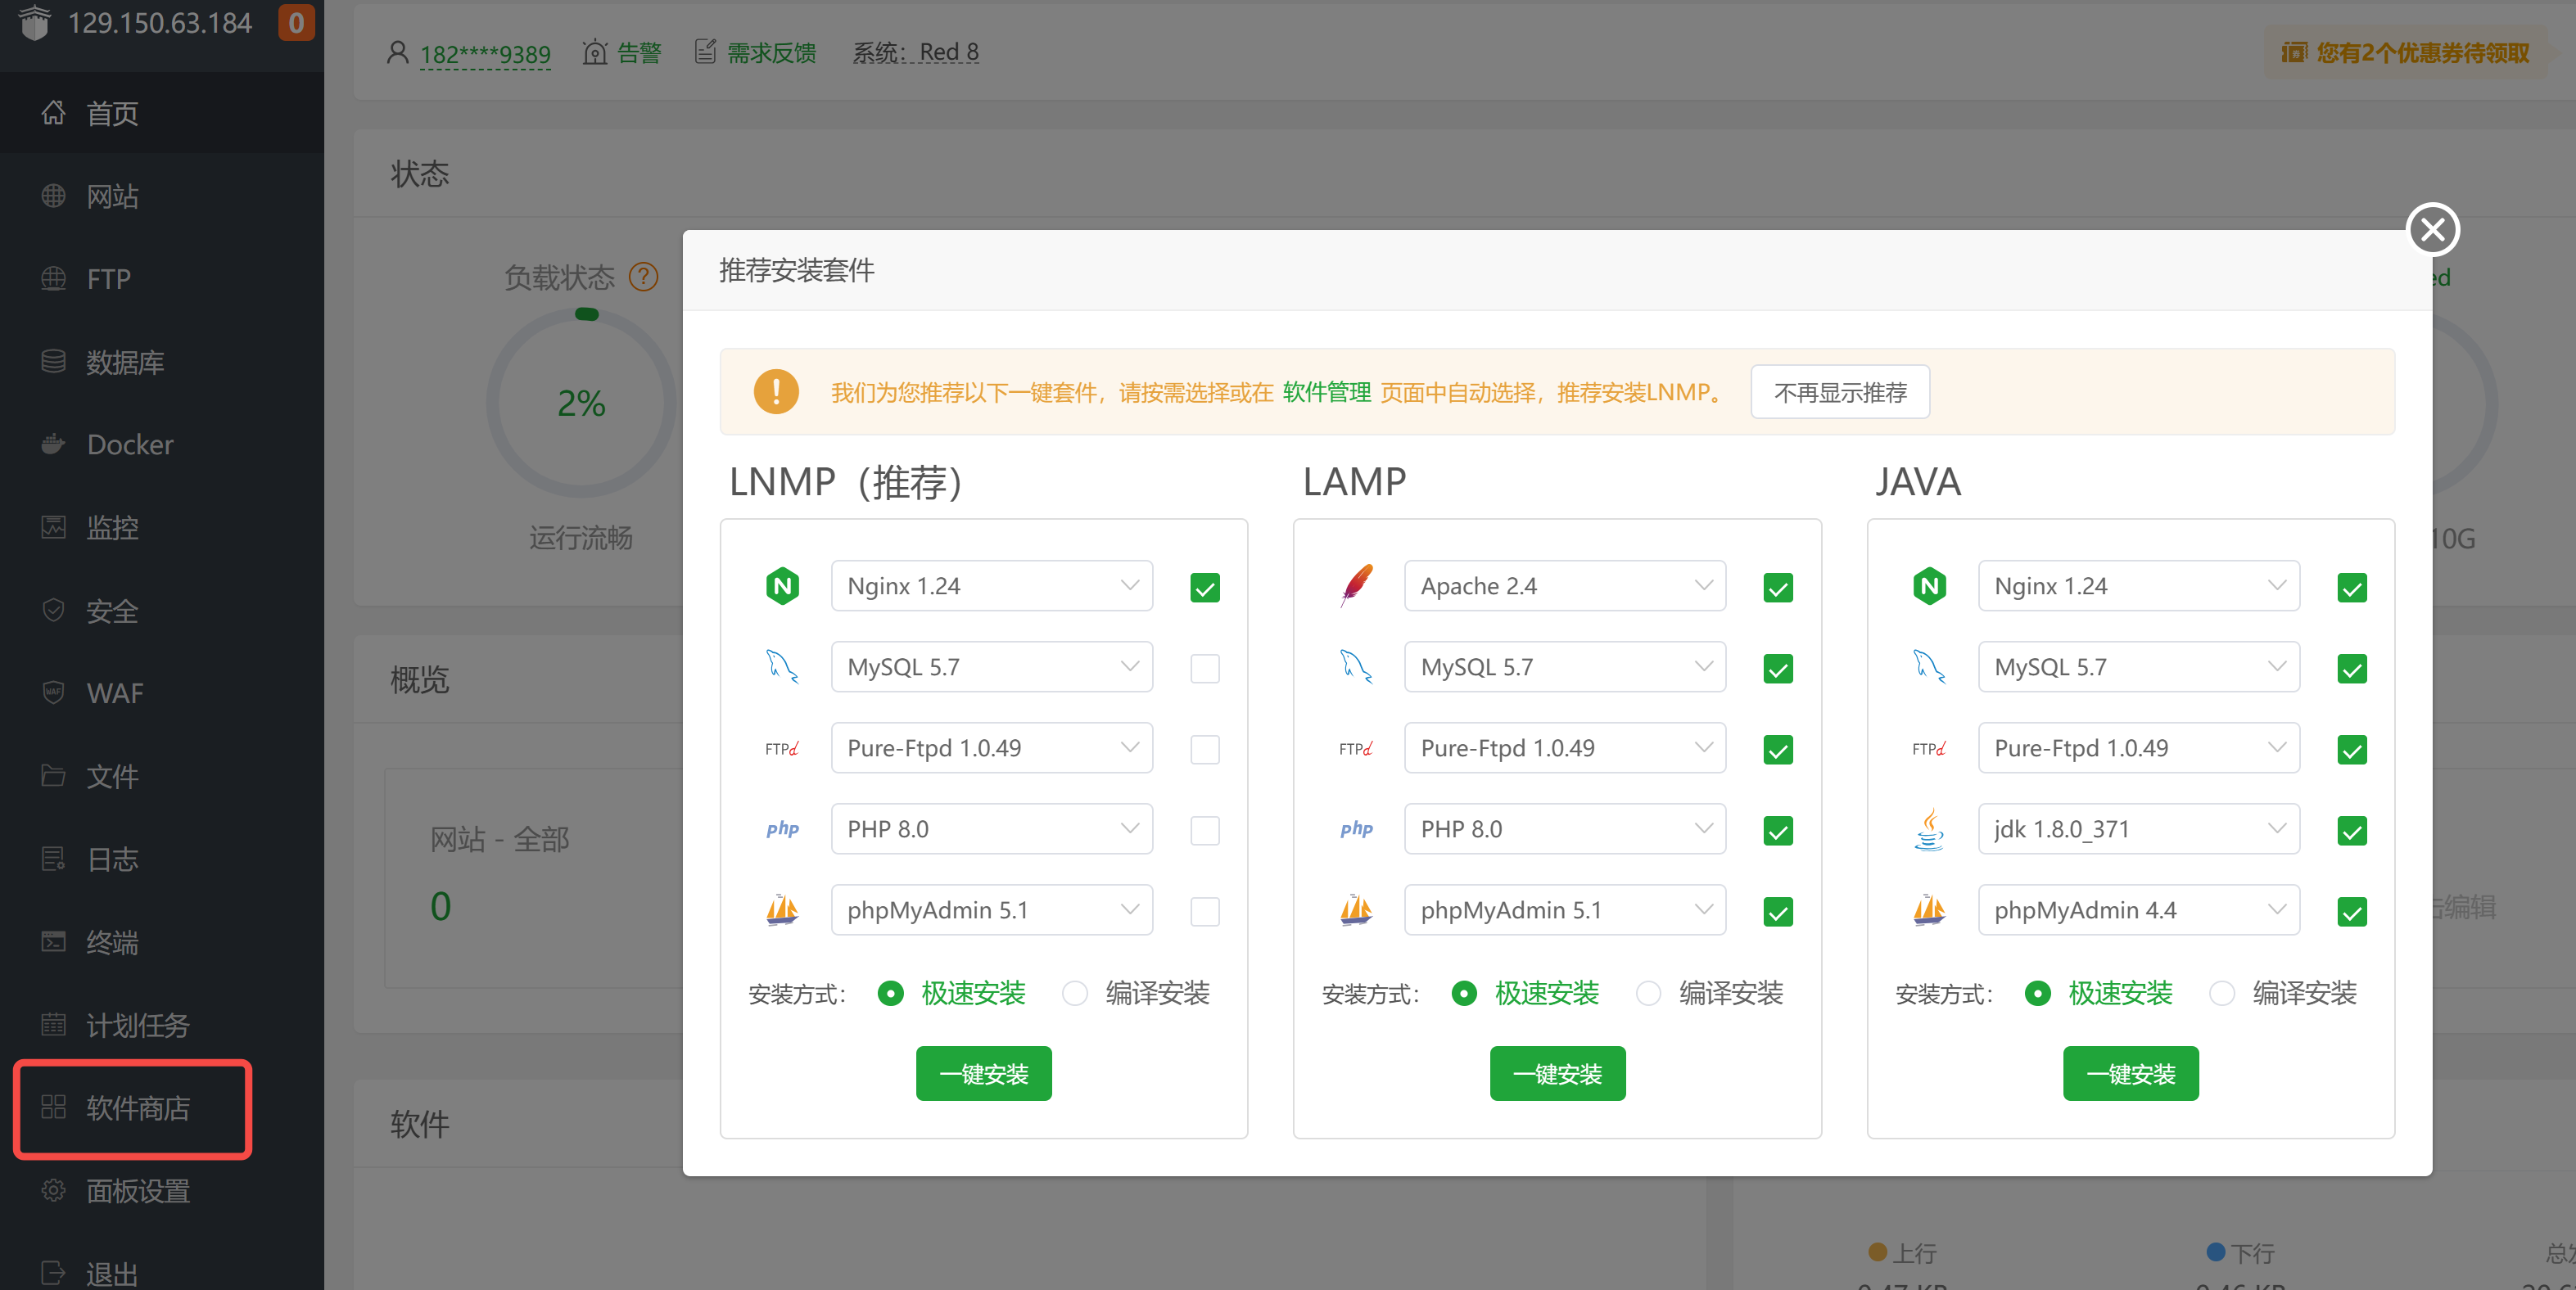 129.150.63.184 0
首页
网站
FTP
数据库
Docker
监控
安全
WAF
文件
日志
终端
计划任务
软件商店
面板设置
退出
182****9389 告警 需求反馈 系统：Red 8 您有2个优惠券待领取
状态
负载状态 ?
2%
运行流畅
概览
网站 - 全部
0
软件
推荐安装套件
我们为您推荐以下一键套件，请按需选择或在 软件管理 页面中自动选择，推荐安装LNMP。 不再显示推荐
LNMP（推荐）
Nginx 1.24
MySQL 5.7
FTPd Pure-Ftpd 1.0.49
php PHP 8.0
phpMyAdmin 5.1
安装方式： 极速安装 编译安装
一键安装
LAMP
Apache 2.4
MySQL 5.7
FTPd Pure-Ftpd 1.0.49
php PHP 8.0
phpMyAdmin 5.1
安装方式： 极速安装 编译安装
一键安装
JAVA
Nginx 1.24
MySQL 5.7
FTPd Pure-Ftpd 1.0.49
jdk 1.8.0_371
phpMyAdmin 4.4
安装方式： 极速安装 编译安装
一键安装
10G
编辑
上行 下行